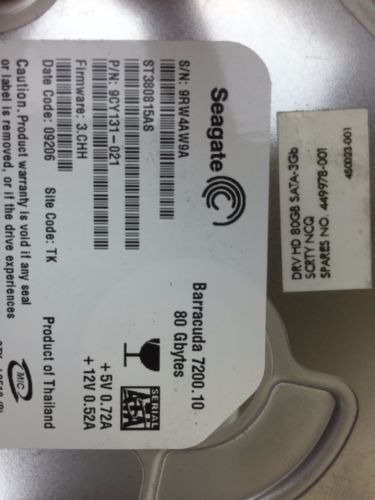 Seagate
S/N: 9RW4AW9A
ST380815AS
P/N: 9CY131-021
Firmware: 3.CHH
Date Code: 09206 Site Code: TK
Caution: Product warranty is void if any seal
or label is removed, or if the drive experiences
Barracuda 7200.10
80 Gbytes
SERIAL
ATA
+ 5V 0.72A
+ 12V 0.52A
Product of Thailand
MIC
DRV HD 80GB SATA-3Gb
SCRTY NCQ
SPARES NO. 449978-001